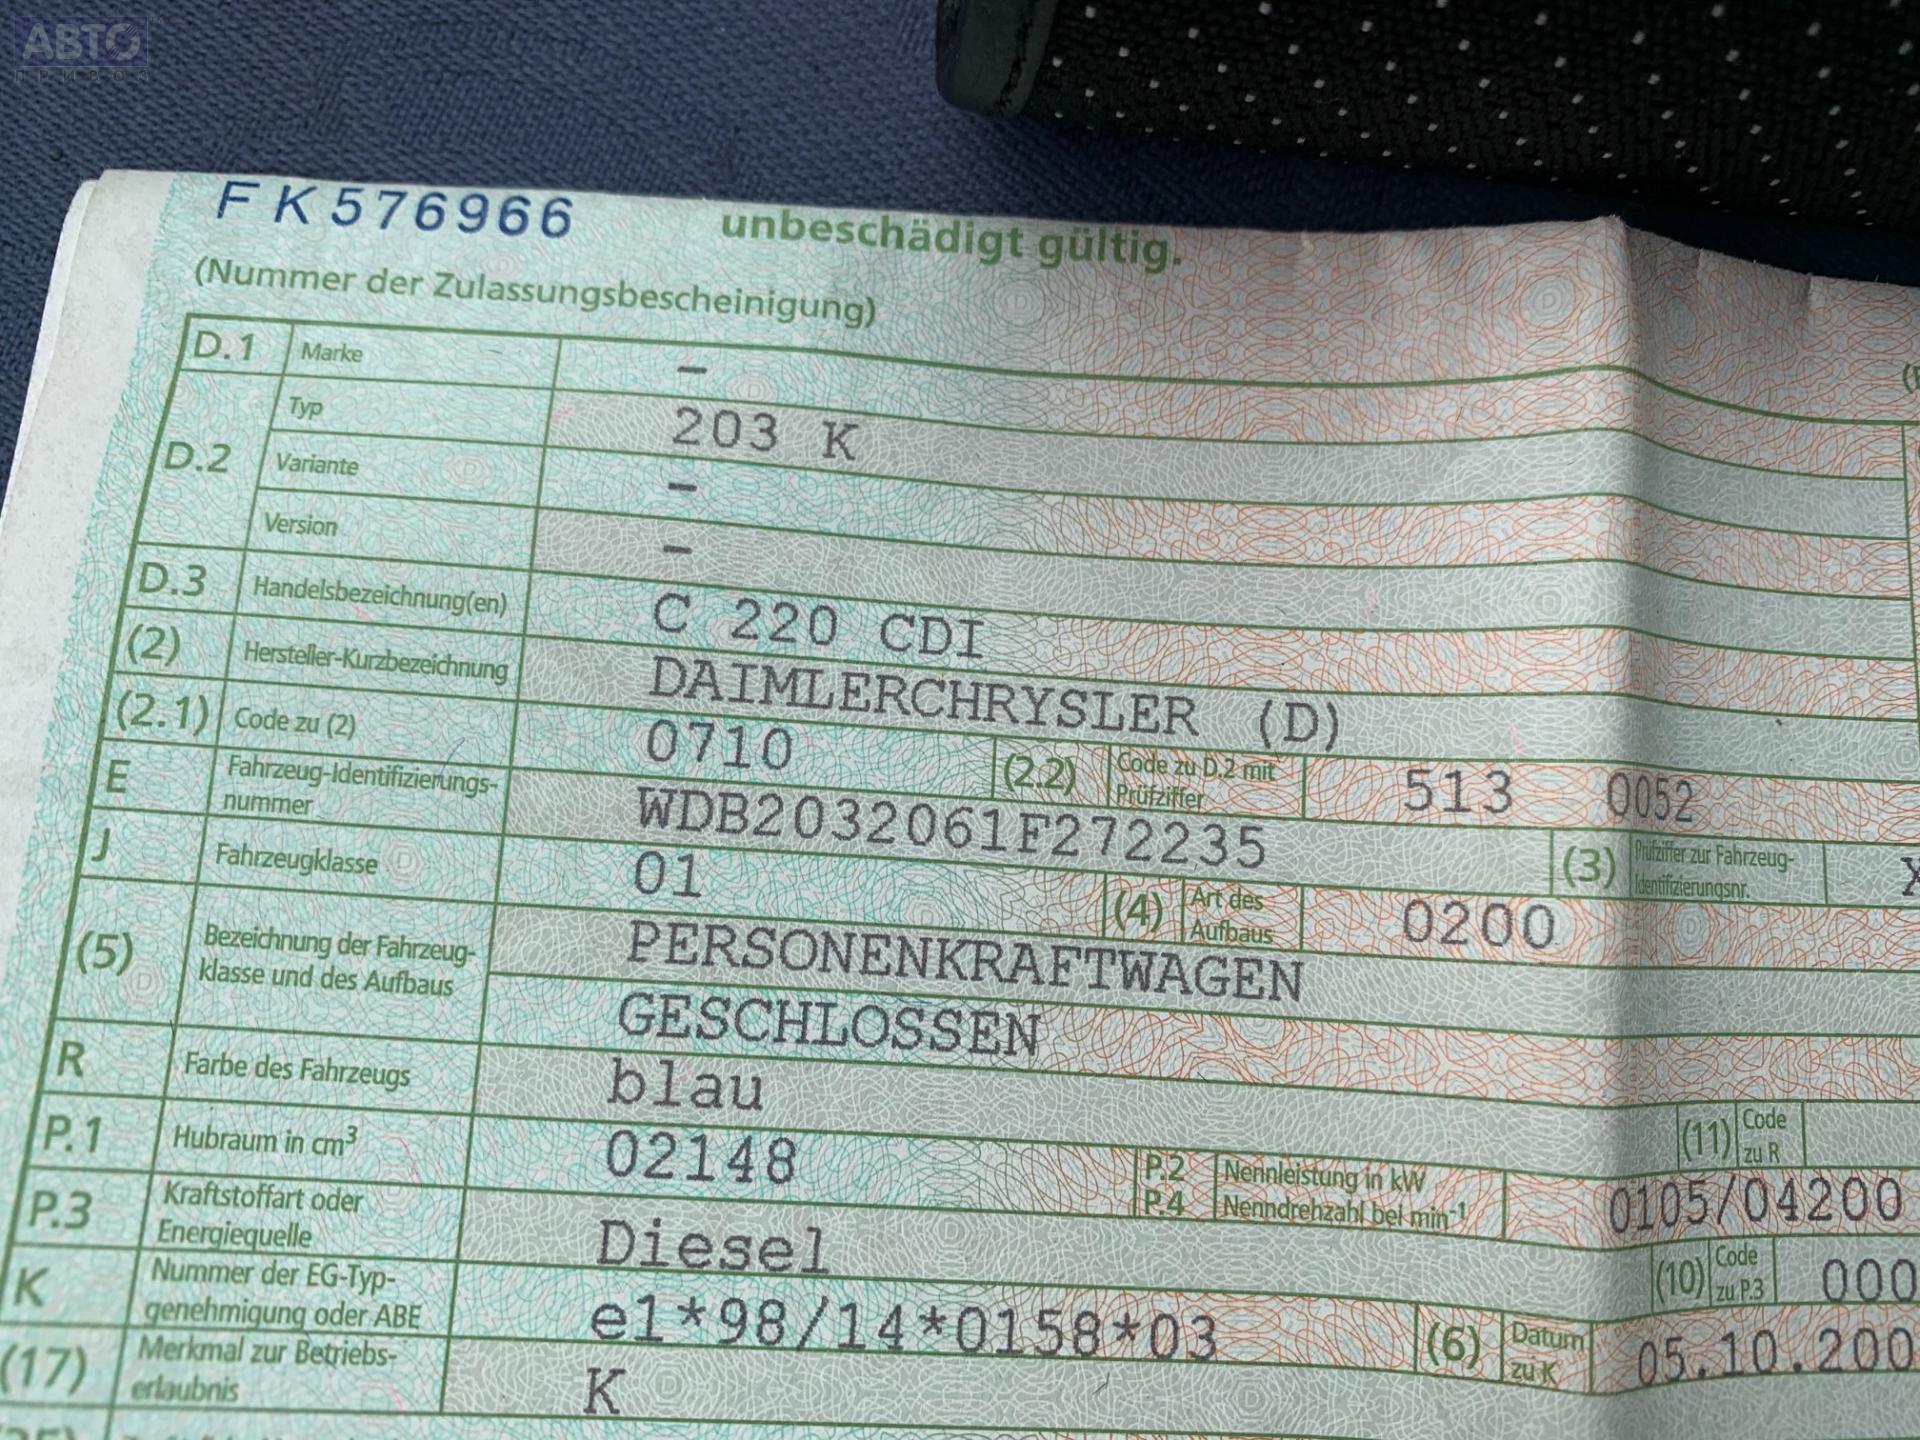 АВТО
ПРИВОЗ
FK576966
unbeschädigt gültig.
(Nummer der Zulassungsbescheinigung)
D.1 Marke –
D.2 Typ 203 K
Variante –
Version –
D.3 Handelsbezeichnung(en) C 220 CDI
(2) Hersteller-Kurzbezeichnung DAIMLERCHRYSLER (D)
(2.1) Code zu (2) 0710 (2.2) Code zu D.2 mit Prüfziffer 513 0052
E Fahrzeug-Identifizierungs-
nummer WDB2032061F272235 (3) Prüfziffer zur Fahrzeug-
Identifizierungsnr. X
J Fahrzeugklasse 01 (4) Art des
Aufbaus 0200
(5) Bezeichnung der Fahrzeug-
klasse und des Aufbaus PERSONENKRAFTWAGEN
GESCHLOSSEN
R Farbe des Fahrzeugs blau (11) Code
zu R
P.1 Hubraum in cm³ 02148 P.2 Nennleistung in kW
P.4 Nenndrehzahl bei min⁻¹ 0105/04200
P.3 Kraftstoffart oder
Energiequelle Diesel (10) Code
zu P.3 000
K Nummer der EG-Typ-
genehmigung oder ABE e1*98/14*0158*03 (6) Datum
zu K 05.10.200
(17) Merkmal zur Betriebs-
erlaubnis K